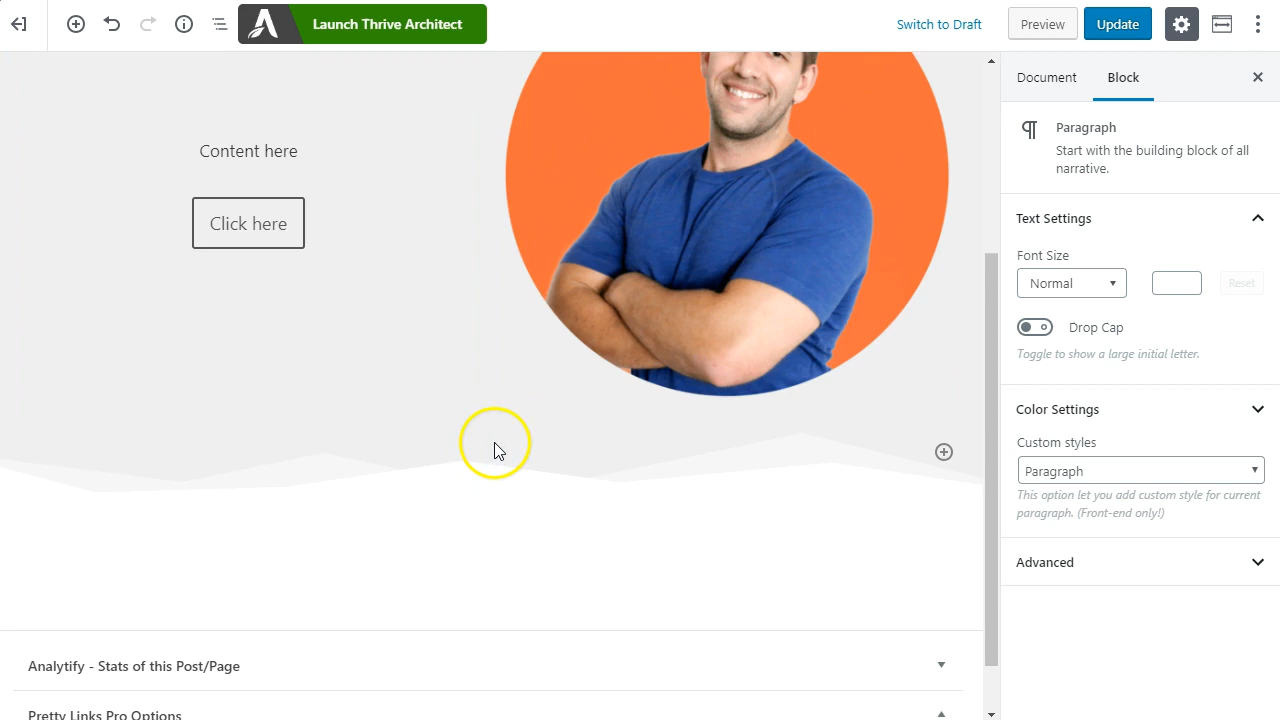 Launch Thrive Architect
Switch to Draft
Preview
Update
Document
Block
Paragraph
Start with the building block of all
narrative.
Text Settings
Font Size
Normal
Reset
Drop Cap
Toggle to show a large initial letter.
Color Settings
Custom styles
Paragraph
This option let you add custom style for current
paragraph. (Front-end only!)
Advanced
Content here
Click here
Analytify - Stats of this Post/Page
Pretty Links Pro Options